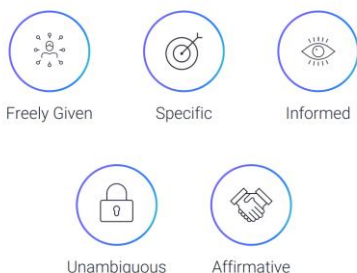 Freely Given
Specific
Informed
Unambiguous
Affirmative